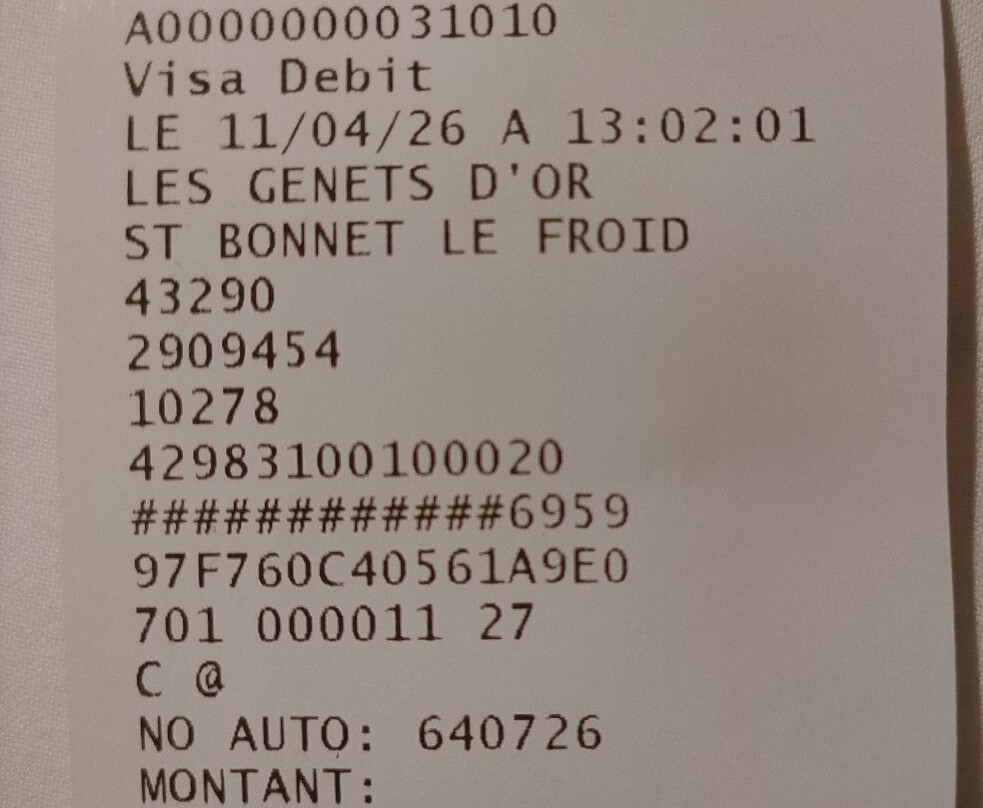 A0000000031010
Visa Debit
LE 11/04/26 A 13:02:01
LES GENETS D'OR
ST BONNET LE FROID
43290
2909454
10278
42983100100020
############6959
97F760C40561A9E0
701 000011 27
C @
NO AUTO: 640726
MONTANT: